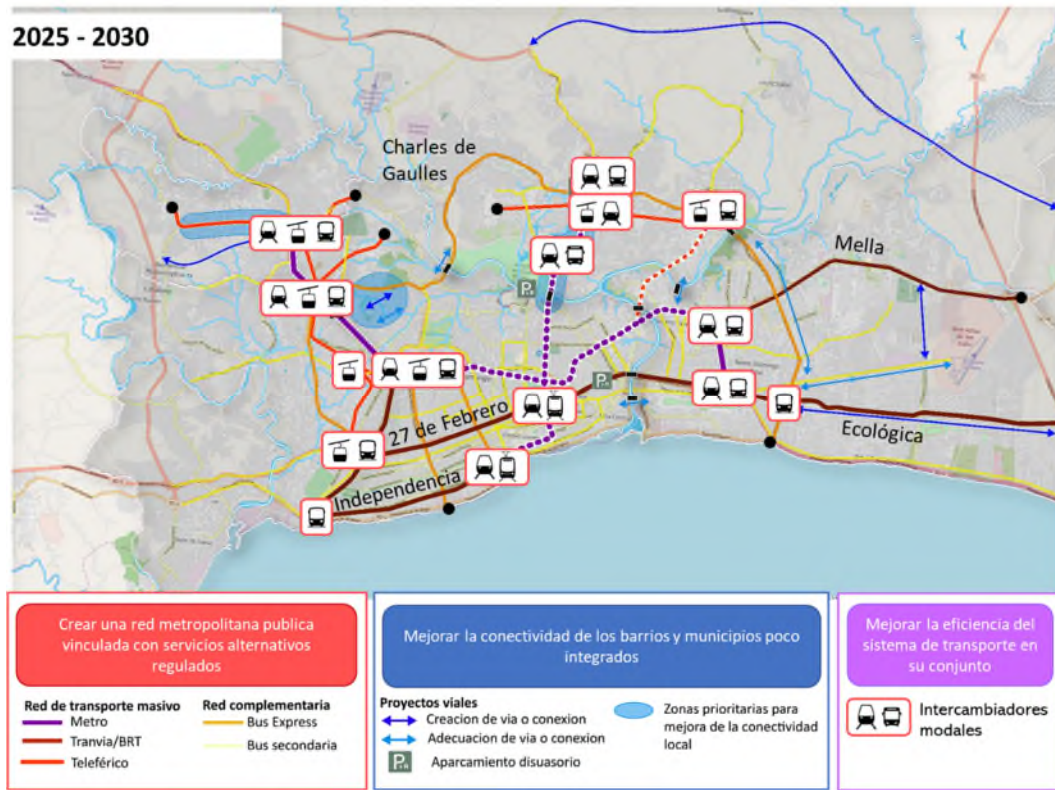 2025 - 2030
Charles de
Gaulles
Mella
27 de Febrero
Ecológica
Independencia
Crear una red metropolitana publica
vinculada con servicios alternativos
regulados
Red de transporte masivo
Metro
Tranvia/BRT
Teleférico
Red complementaria
Bus Express
Bus secondaria
Mejorar la conectividad de los barrios y municipios poco
integrados
Proyectos viales
Creacion de via o conexion
Adecuacion de via o conexion
Aparcamiento disuasorio
Zonas prioritarias para
mejora de la conectividad
local
Mejorar la eficiencia del
sistema de transporte en
su conjunto
Intercambiadores
modales